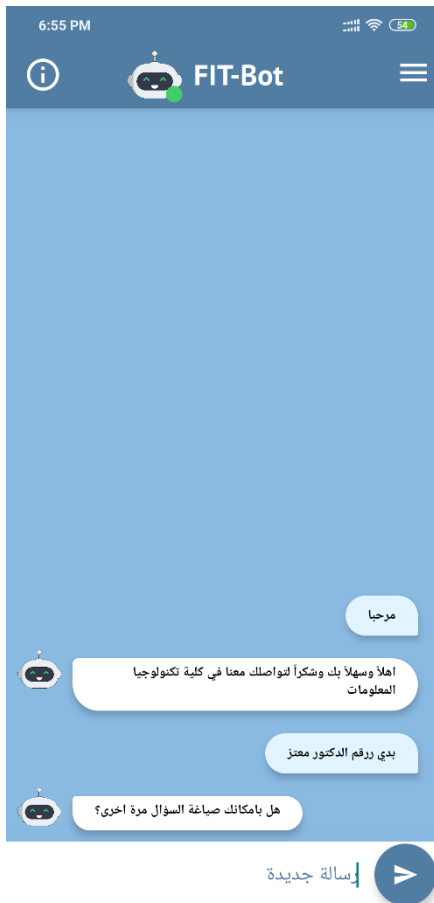 6:55 PM
54
FIT-Bot
مرحبا
اهلاً وسهلاً بك وشكراً لتواصلك معنا في كلية تكنولوجيا
المعلومات
بدي ررقم الدكتور معتز
هل بامكانك صياغة السؤال مرة اخرى؟
رسالة جديدة